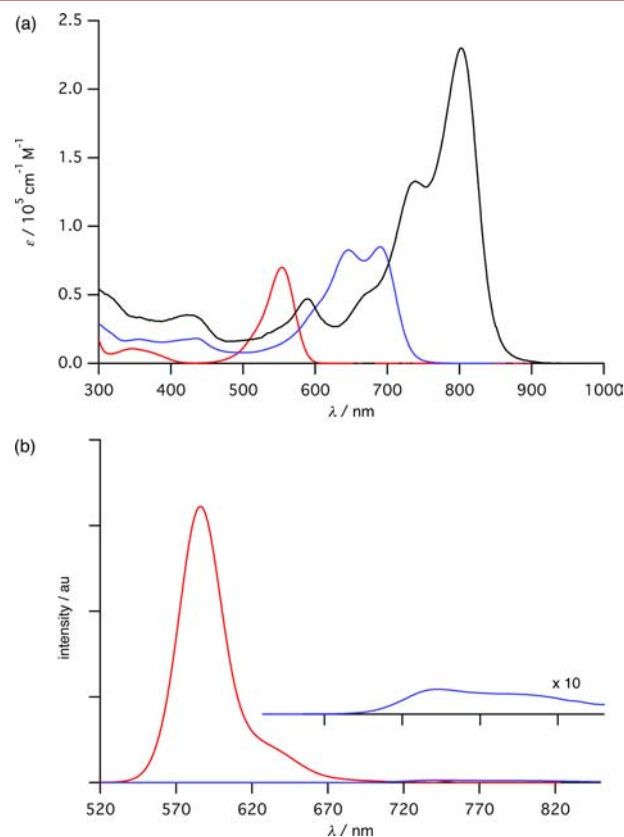 (a)
2.5
2.0
1.5
1.0
0.5
0.0
ε / 10⁵ cm⁻¹ M⁻¹
300 400 500 600 700 800 900 1000
λ / nm
(b)
intensity / au
x 10
520 570 620 670 720 770 820
λ / nm